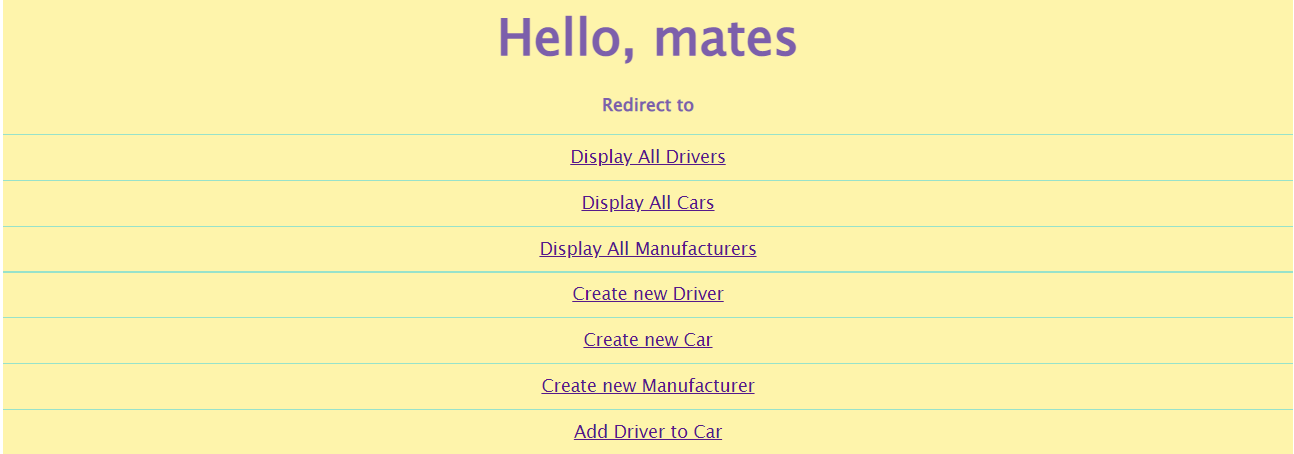 Hello, mates
Redirect to
Display All Drivers
Display All Cars
Display All Manufacturers
Create new Driver
Create new Car
Create new Manufacturer
Add Driver to Car